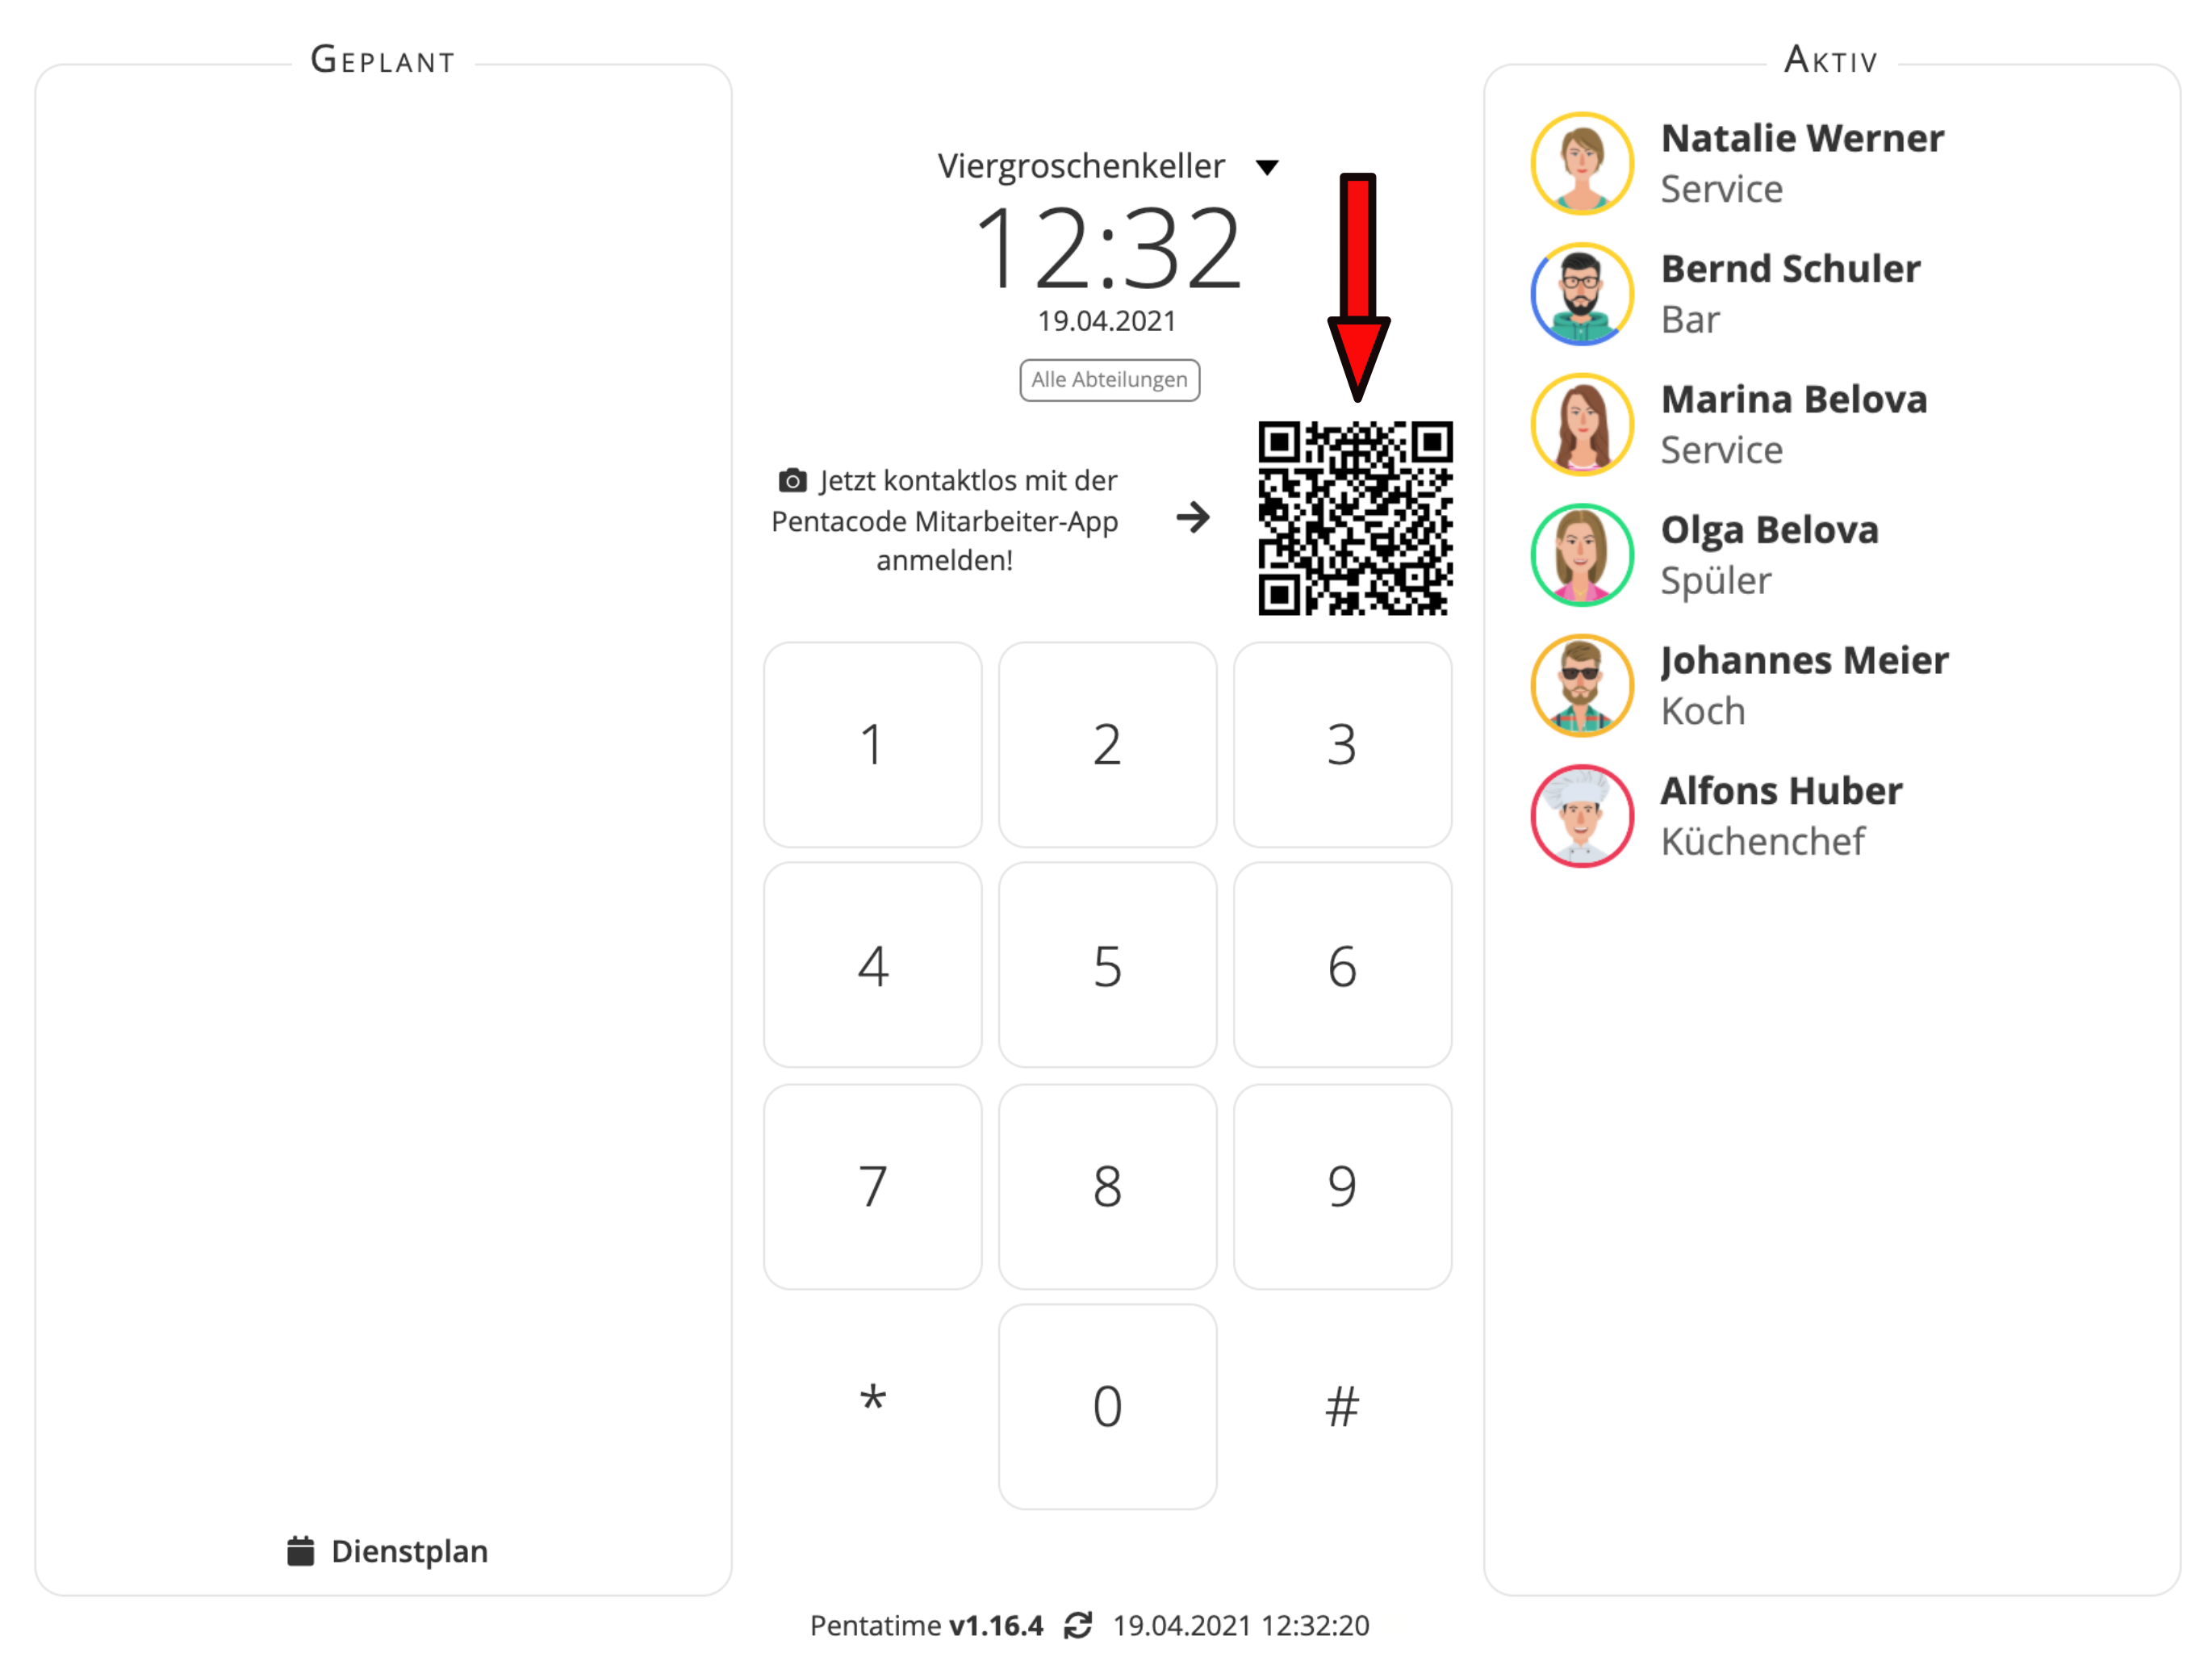 Geplant
Dienstplan
Viergroschenkeller
12:32
19.04.2021
Alle Abteilungen
Jetzt kontaktlos mit der
Pentacode Mitarbeiter-App
anmelden!
1 2 3
4 5 6
7 8 9
* 0 #
Pentatime v1.16.4 19.04.2021 12:32:20
Aktiv
Natalie Werner
Service
Bernd Schuler
Bar
Marina Belova
Service
Olga Belova
Spüler
Johannes Meier
Koch
Alfons Huber
Küchenchef